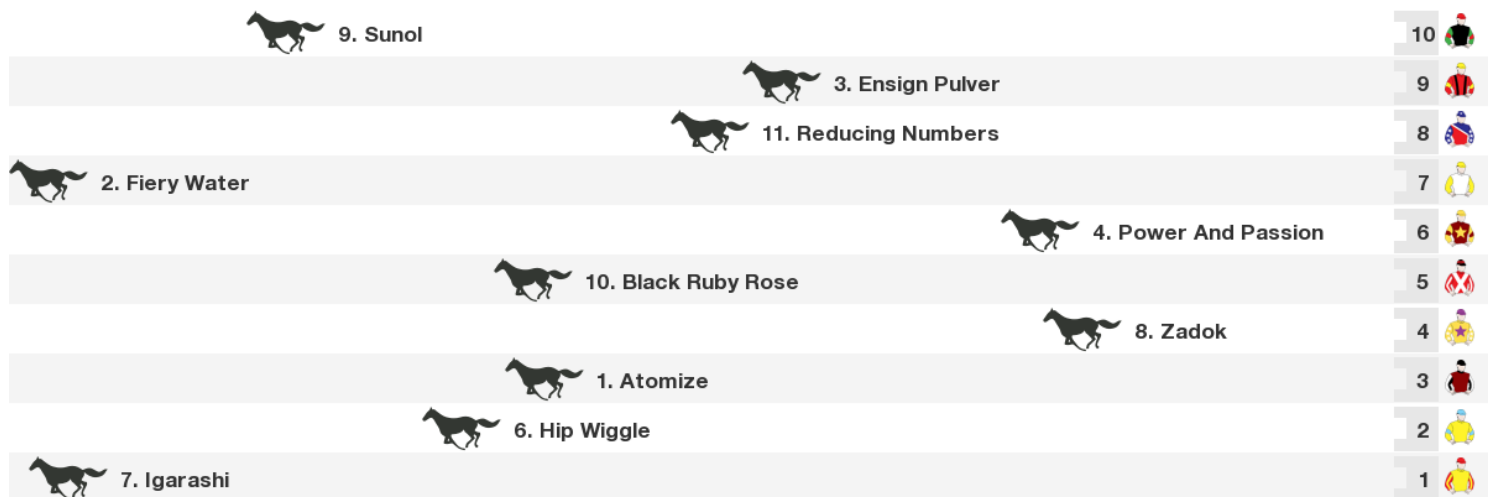 9. Sunol 10
3. Ensign Pulver 9
11. Reducing Numbers 8
2. Fiery Water 7
4. Power And Passion 6
10. Black Ruby Rose 5
8. Zadok 4
1. Atomize 3
6. Hip Wiggle 2
7. Igarashi 1